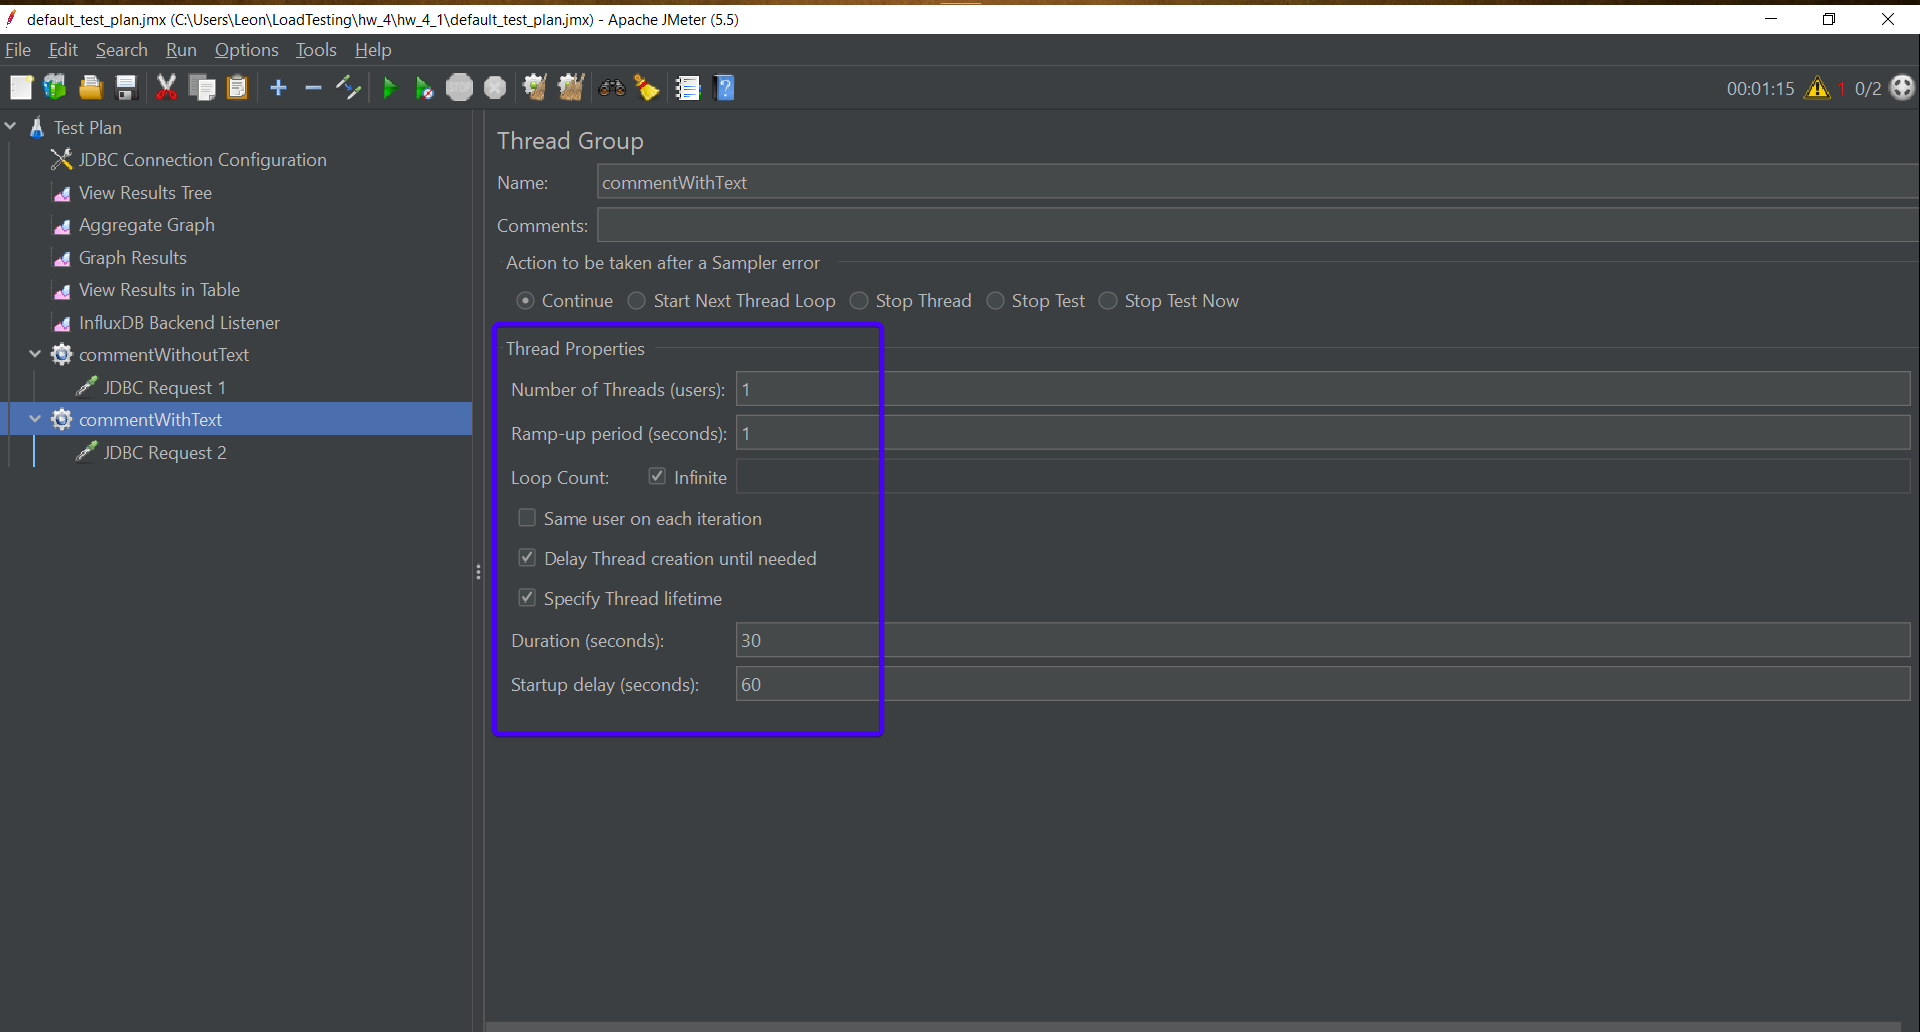 default_test_plan.jmx (C:\Users\Leon\LoadTesting\hw_4\hw_4_1\default_test_plan.jmx) - Apache JMeter (5.5)
File Edit Search Run Options Tools Help
STOP
?
00:01:15 1 0/2
Test Plan
JDBC Connection Configuration
View Results Tree
Aggregate Graph
Graph Results
View Results in Table
InfluxDB Backend Listener
commentWithoutText
JDBC Request 1
commentWithText
JDBC Request 2
Thread Group
Name: commentWithText
Comments:
Action to be taken after a Sampler error
Continue Start Next Thread Loop Stop Thread Stop Test Stop Test Now
Thread Properties
Number of Threads (users): 1
Ramp-up period (seconds): 1
Loop Count: Infinite
Same user on each iteration
Delay Thread creation until needed
Specify Thread lifetime
Duration (seconds): 30
Startup delay (seconds): 60